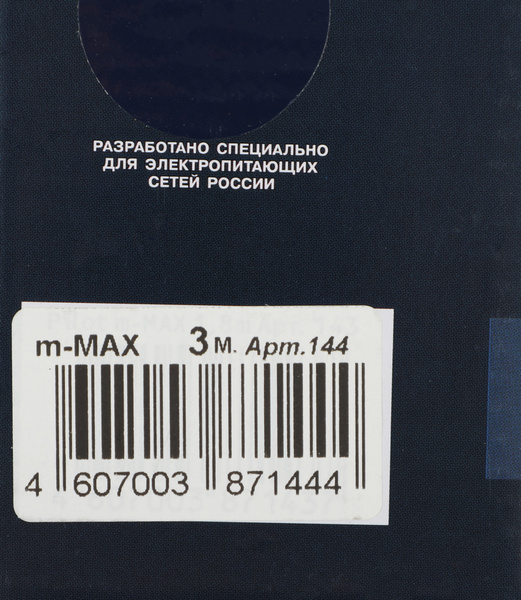 РАЗРАБОТАНО СПЕЦИАЛЬНО
ДЛЯ ЭЛЕКТРОПИТАЮЩИХ
СЕТЕЙ РОССИИ
m-MAX 3 м. Арт.144
4 607003 871444